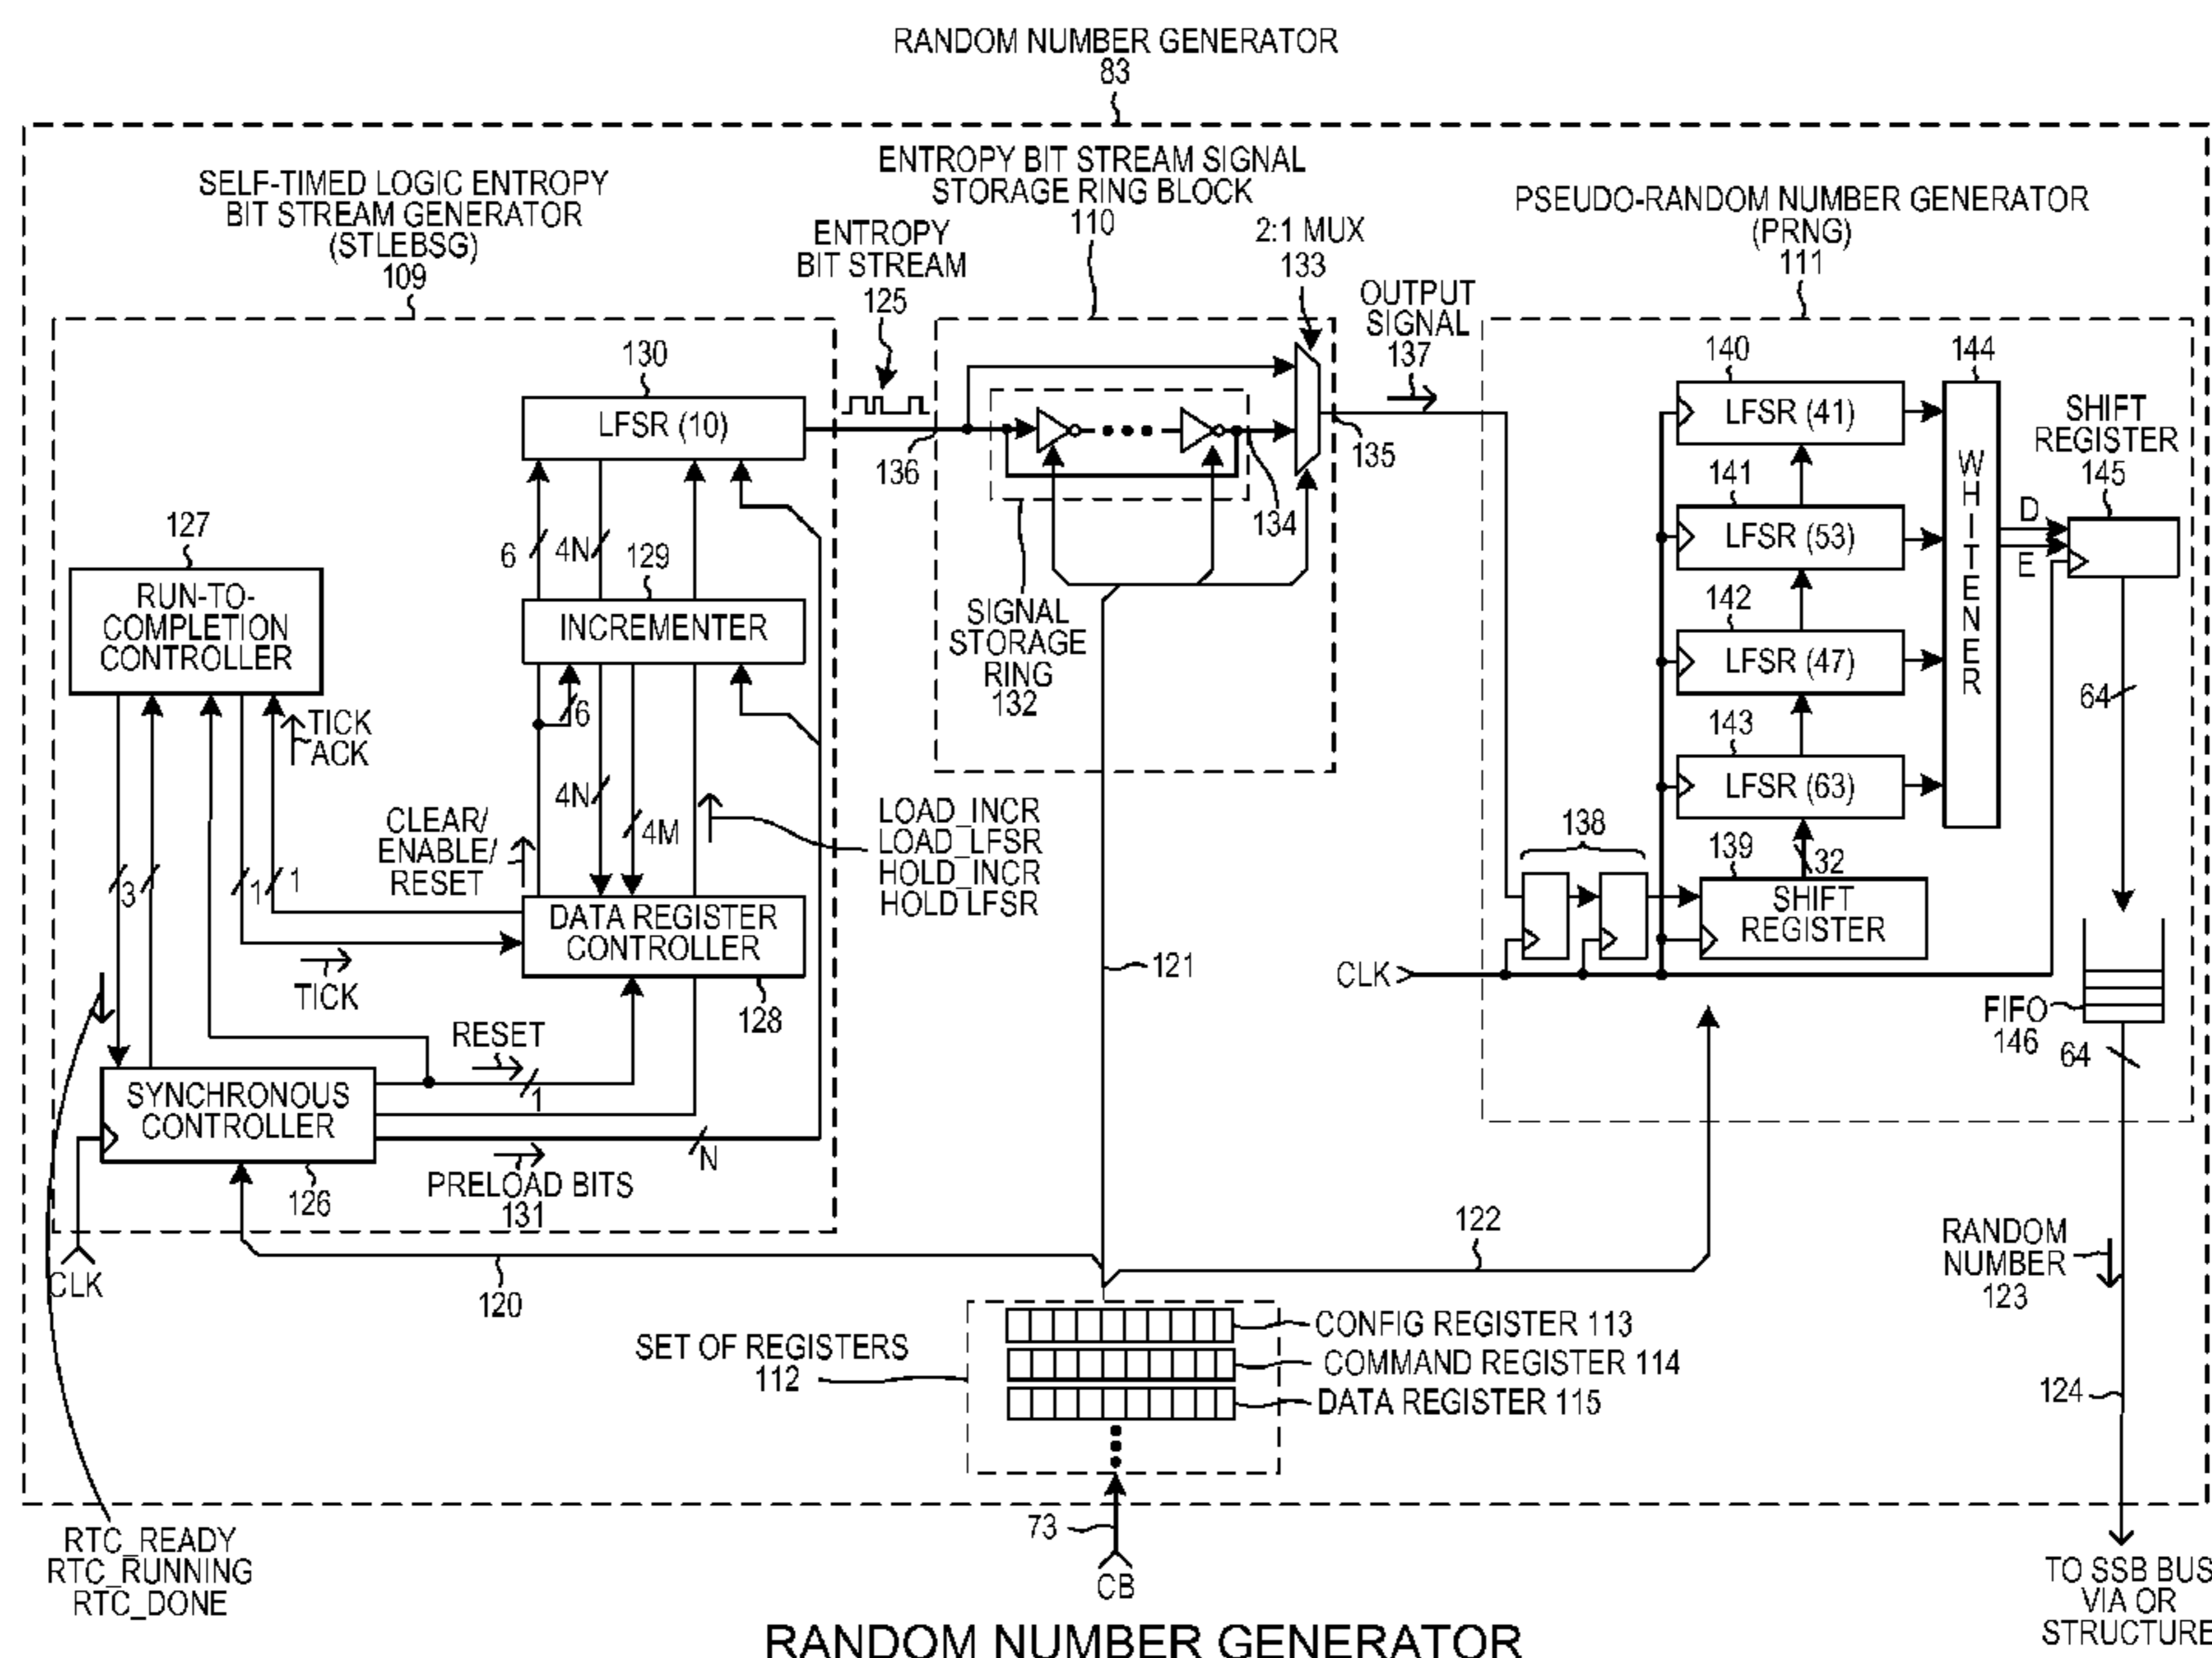 RANDOM NUMBER GENERATOR
83
SELF-TIMED LOGIC ENTROPY
BIT STREAM GENERATOR
(STLEBSG)
109
ENTROPY BIT STREAM SIGNAL
STORAGE RING BLOCK
110
ENTROPY
BIT STREAM
125
2:1 MUX
133
OUTPUT
SIGNAL
137
PSEUDO-RANDOM NUMBER GENERATOR
(PRNG)
111
130
LFSR (10)
136
134
135
6
4N
129
INCREMENTER
6
4N
4M
127
RUN-TO-
COMPLETION
CONTROLLER
TICK
ACK
3
1
1
CLEAR/
ENABLE/
RESET
LOAD_INCR
LOAD_LFSR
HOLD_INCR
HOLD LFSR
DATA REGISTER
CONTROLLER
128
TICK
RESET
1
SYNCHRONOUS
CONTROLLER
126
PRELOAD BITS
131
N
CLK
SIGNAL
STORAGE
RING
132
140
LFSR (41)
141
LFSR (53)
142
LFSR (47)
143
LFSR (63)
144
WHITENER
D
E
SHIFT
REGISTER
145
64
138
139
32
SHIFT
REGISTER
CLK
FIFO
146
64
121
122
120
RANDOM
NUMBER
123
124
SET OF REGISTERS
112
CONFIG REGISTER 113
COMMAND REGISTER 114
DATA REGISTER 115
73
CB
RTC_READY
RTC_RUNNING
RTC_DONE
TO SSB BUS
VIA OR
STRUCTURE
RANDOM NUMBER GENERATOR